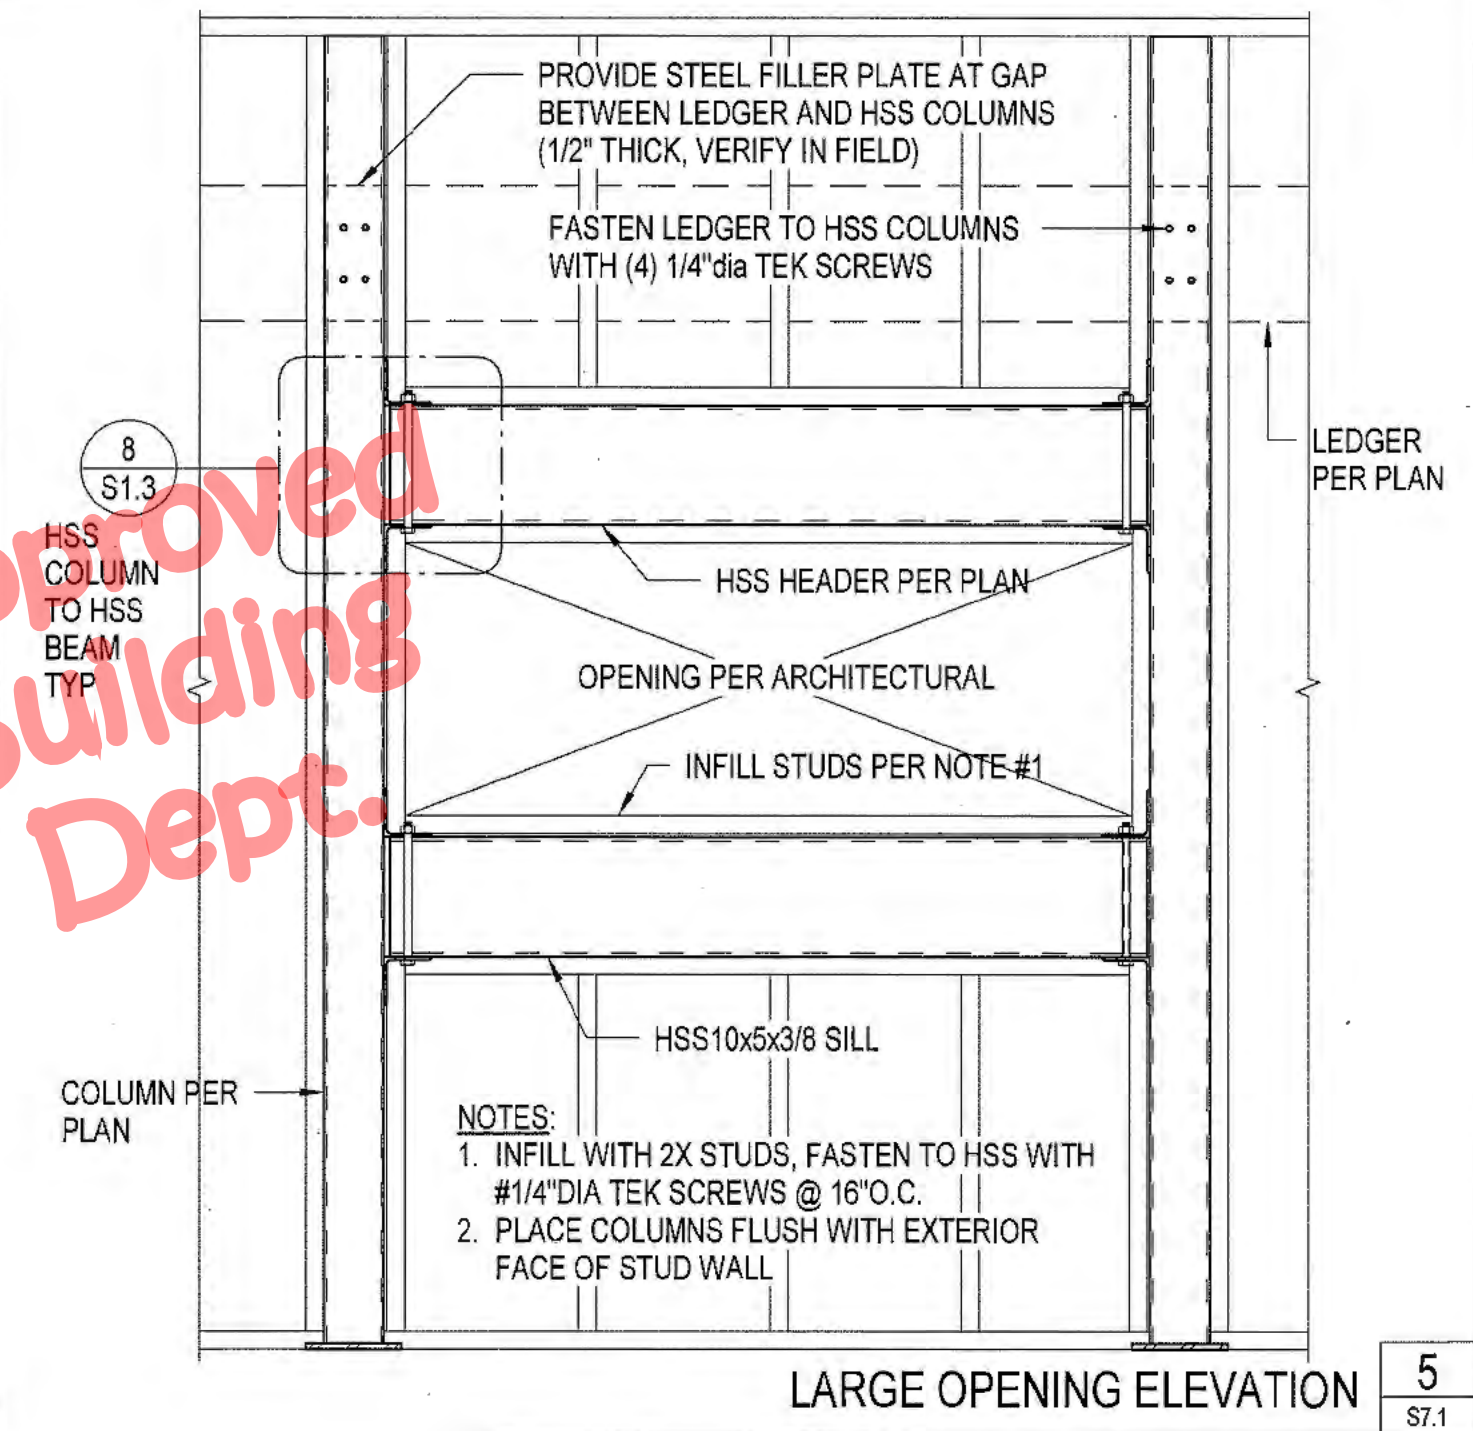 PROVIDE STEEL FILLER PLATE AT GAP
BETWEEN LEDGER AND HSS COLUMNS
(1/2" THICK, VERIFY IN FIELD)
FASTEN LEDGER TO HSS COLUMNS
WITH (4) 1/4"dia TEK SCREWS
LEDGER
PER PLAN
8
S1.3
HSS
COLUMN
TO HSS
BEAM
TYP
Approved
Building
Dept.
HSS HEADER PER PLAN
OPENING PER ARCHITECTURAL
INFILL STUDS PER NOTE #1
HSS10x5x3/8 SILL
COLUMN PER
PLAN
NOTES:
1. INFILL WITH 2X STUDS, FASTEN TO HSS WITH
#1/4"DIA TEK SCREWS @ 16"O.C.
2. PLACE COLUMNS FLUSH WITH EXTERIOR
FACE OF STUD WALL
LARGE OPENING ELEVATION
5
S7.1